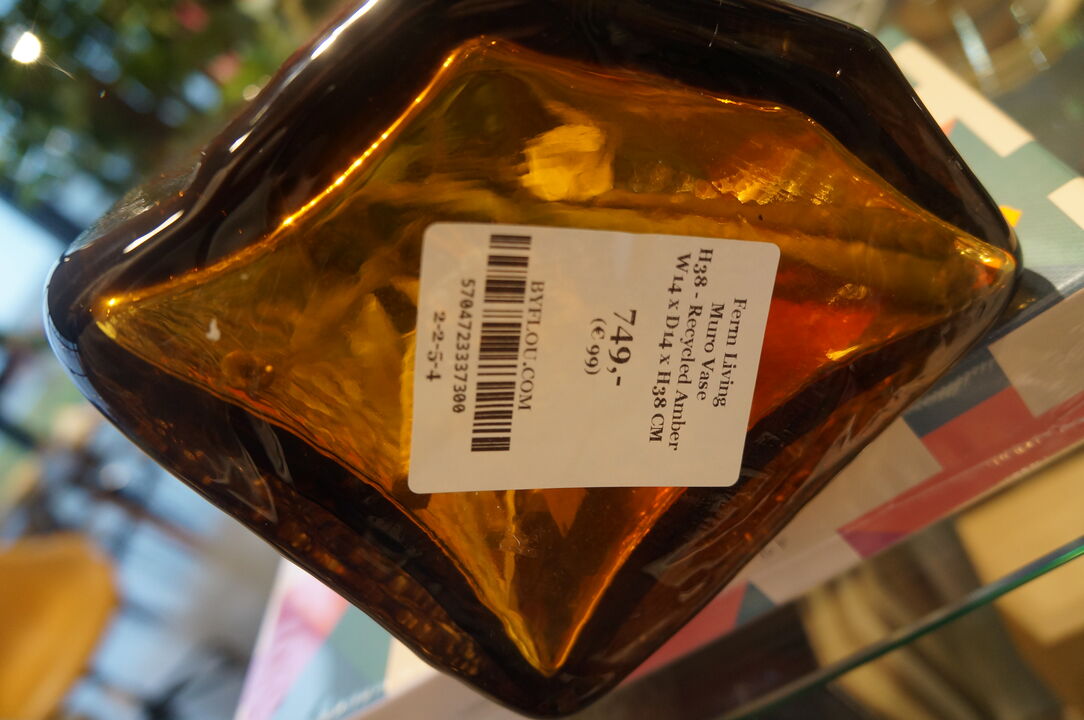 Ferm Living
Muro Vase
H38 - Recycled Amber
W14 x D14 x H38 CM
749,-
(€ 99)
BYFLOU.COM
5704723337300
2-2-5-4